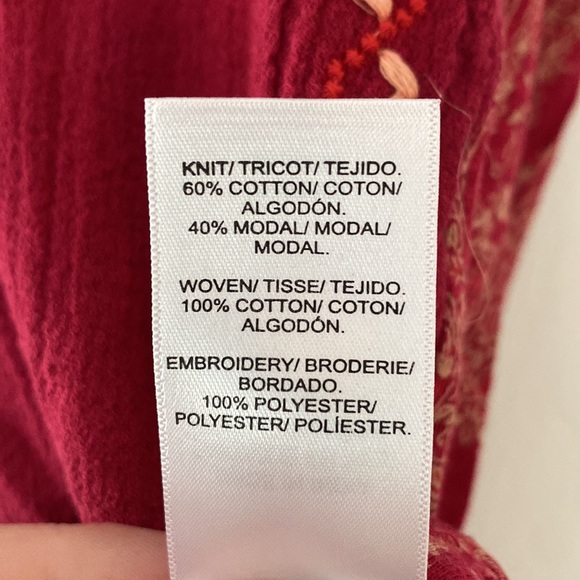 KNIT/ TRICOT/ TEJIDO.
60% COTTON/ COTON/
ALGODÓN.
40% MODAL/ MODAL/
MODAL.
WOVEN/ TISSE/ TEJIDO.
100% COTTON/ COTON/
ALGODÓN.
EMBROIDERY/ BRODERIE/
BORDADO.
100% POLYESTER/
POLYESTER/ POLÍESTER.